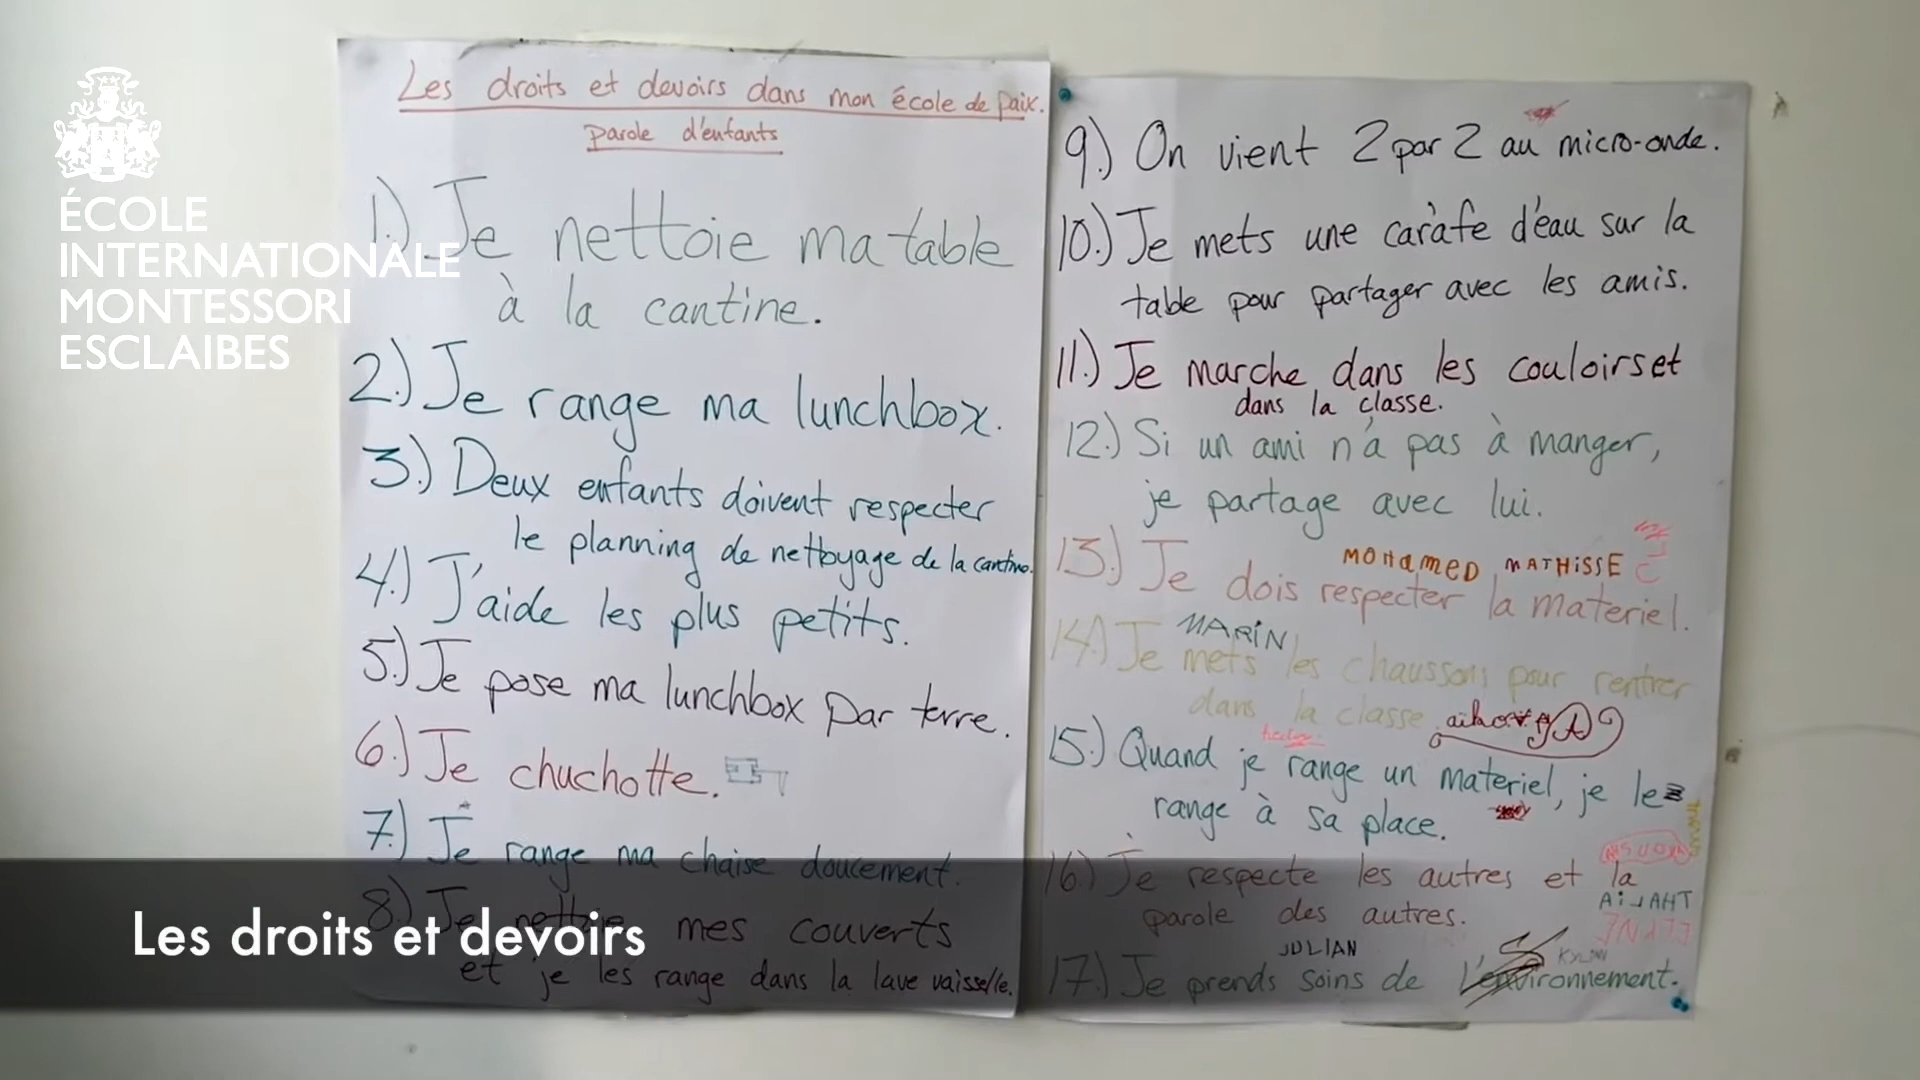 ÉCOLE
INTERNATIONALE
MONTESSORI
ESCLAIBES
Les droits et devoirs dans mon école de paix.
parole d'enfants
1.) Je nettoie ma table
à la cantine.
2.) Je range ma lunchbox.
3.) Deux enfants doivent respecter
le planning de nettoyage de la cantine.
4.) J'aide les plus petits.
5.) Je pose ma lunchbox par terre.
6.) Je chuchotte.
7.) Je range ma chaise doucement.
8.) Je nettoie mes couverts
et je les range dans la lave vaisselle.
9.) On vient 2 par 2 au micro-onde.
10.) Je mets une carafe d'eau sur la
table pour partager avec les amis.
11.) Je marche dans les couloirs et
dans la classe.
12.) Si un ami n'a pas à manger,
je partage avec lui.
MOHAMED MATHISSE
13.) Je dois respecter la materiel.
MARIN
14.) Je mets les chaussons pour rentrer
dans la classe
15.) Quand je range un materiel, je le
range à sa place.
16.) Je respecte les autres et la
parole des autres.
JULIAN
17.) Je prends soins de l'environnement.
Les droits et devoirs